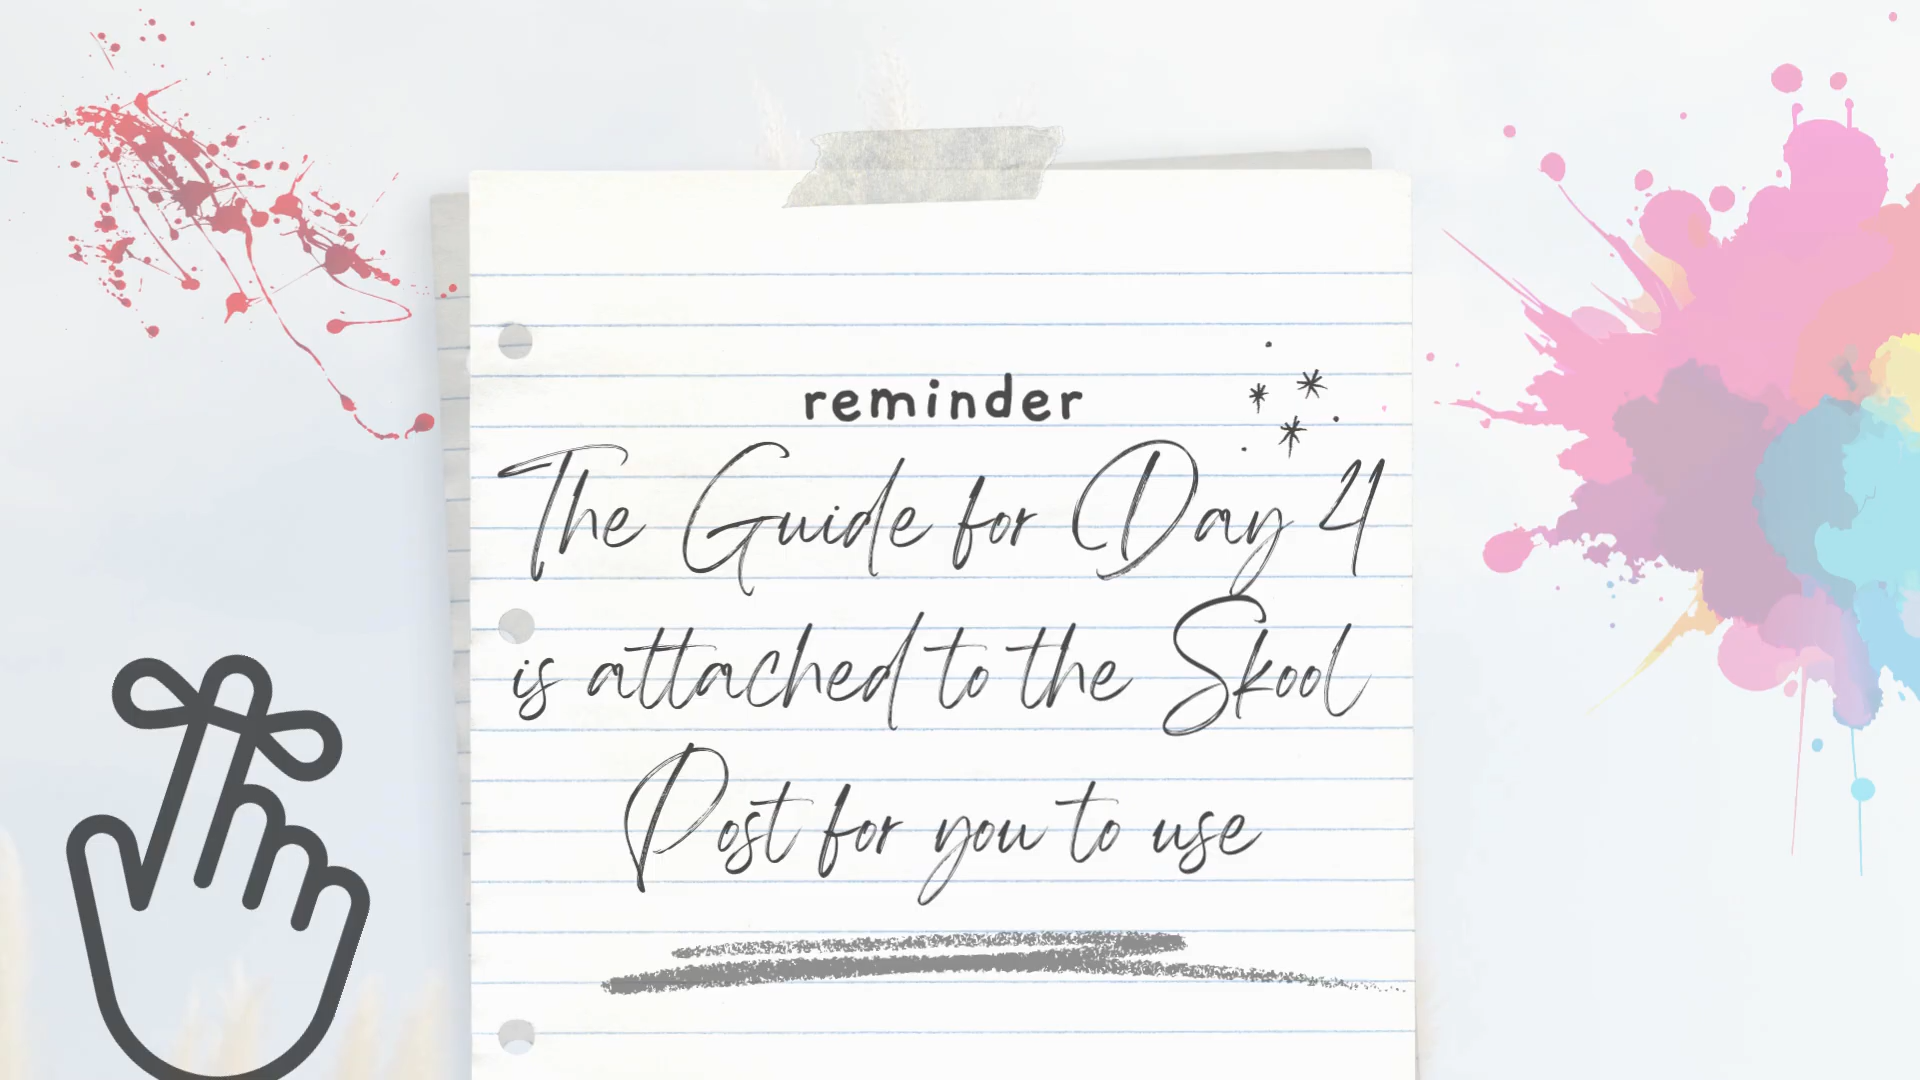 reminder
The Guide for Day 4
is attached to the Skool
Post for you to use